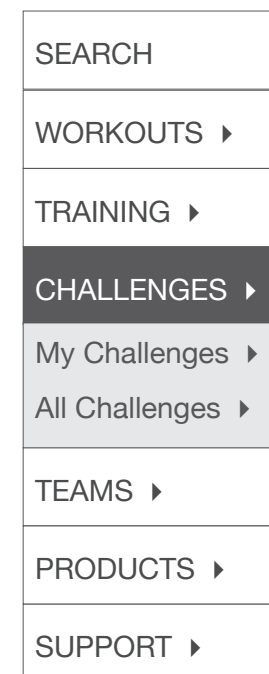 SEARCH
WORKOUTS
TRAINING
CHALLENGES
My Challenges
All Challenges
TEAMS
PRODUCTS
SUPPORT